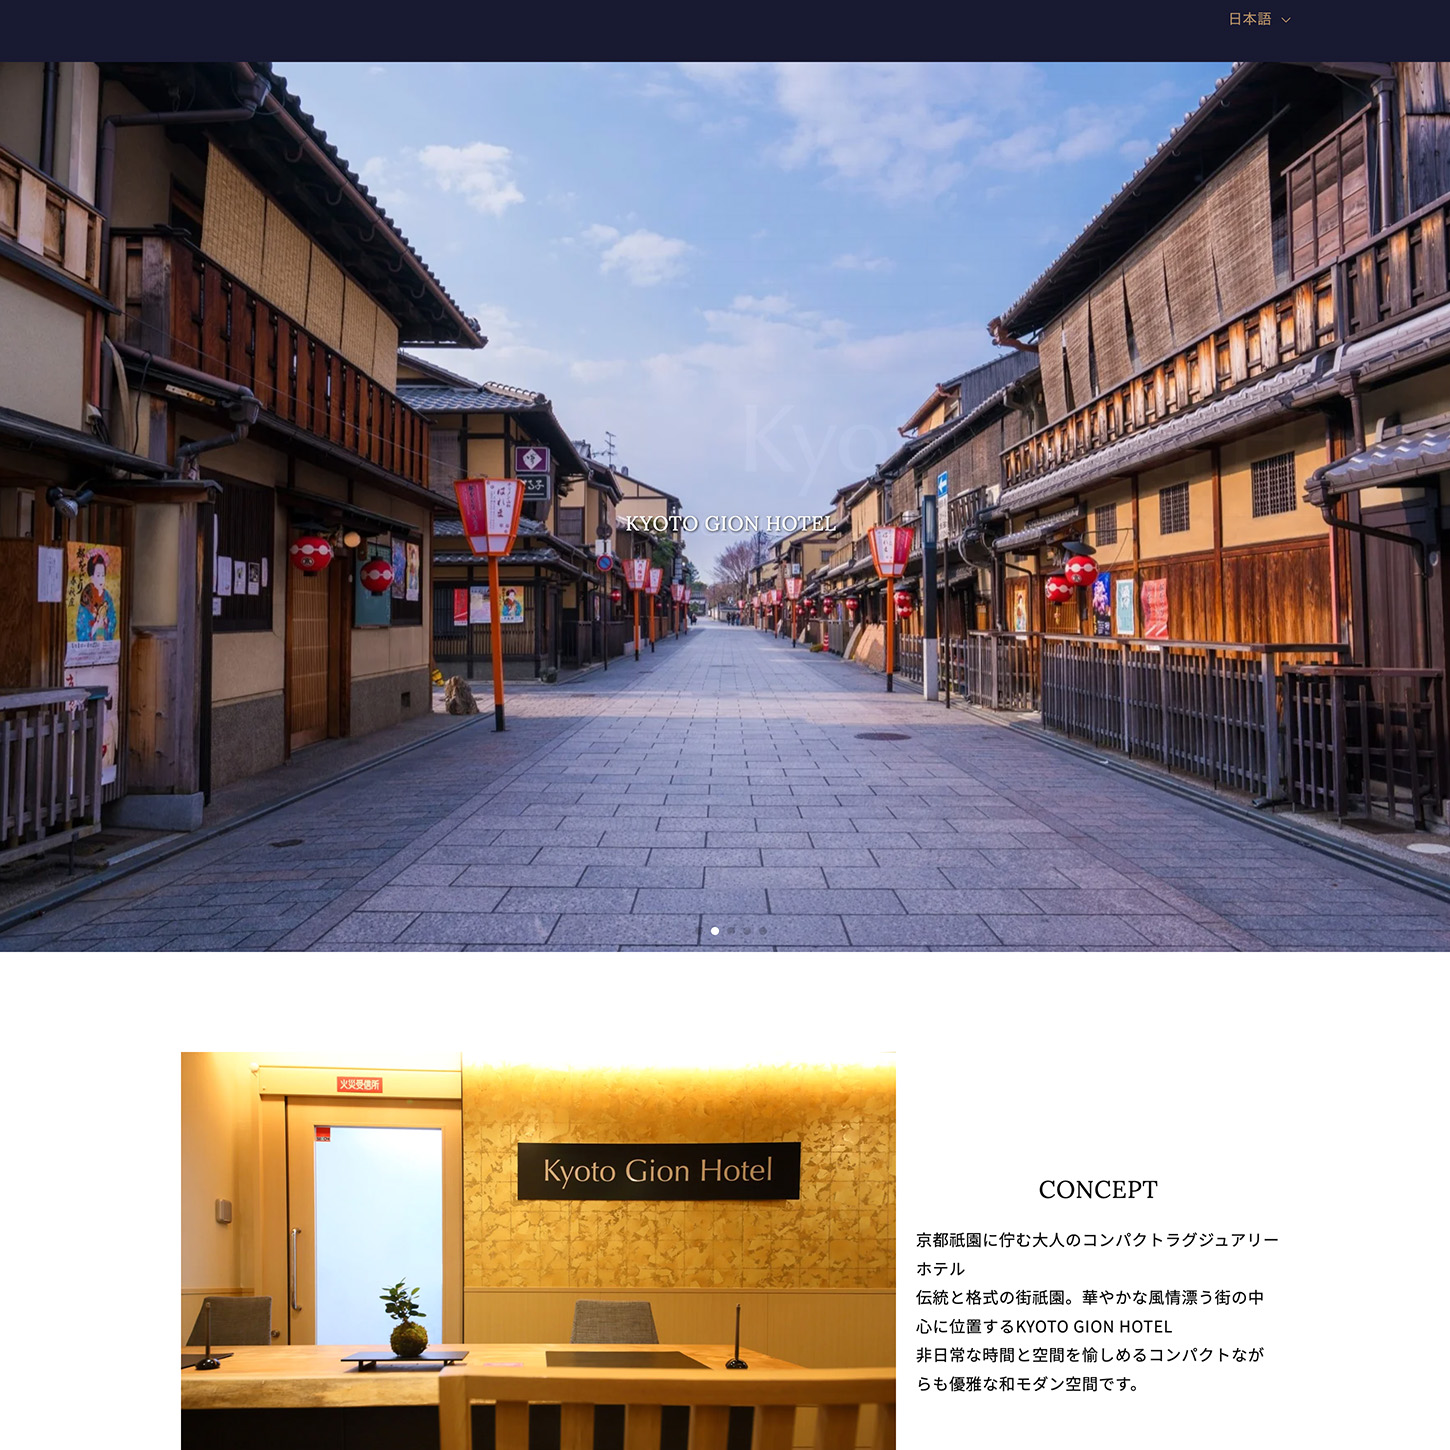 日本語
Kyo
KYOTO GION HOTEL
火災受信所
Kyoto Gion Hotel
CONCEPT
京都祇園に佇む大人のコンパクトラグジュアリー
ホテル
伝統と格式の街祇園。華やかな風情漂う街の中
心に位置するKYOTO GION HOTEL
非日常な時間と空間を愉しめるコンパクトなが
らも優雅な和モダン空間です。